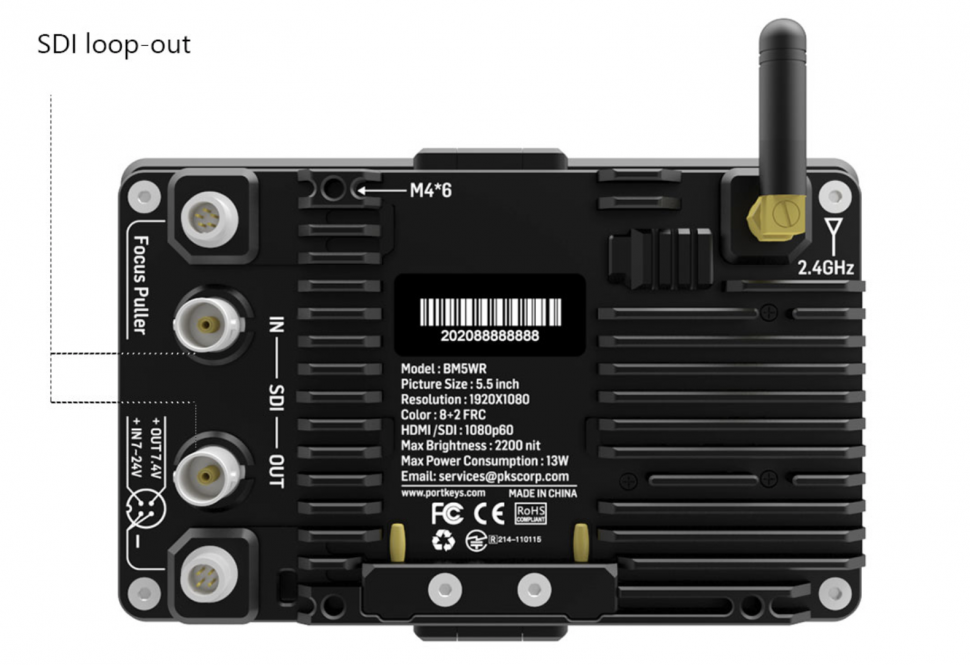 SDI loop-out
M4*6
Focus Puller
2.4GHz
IN
SDI
OUT
202088888888
Model : BM5WR
Picture Size : 5.5 inch
Resolution : 1920X1080
Color : 8+2 FRC
HDMI /SDI : 1080p60
Max Brightness : 2200 nit
Max Power Consumption : 13W
Email: services@pkscorp.com
www.portkeys.com MADE IN CHINA
+ OUT 7.4V
+ IN 7-24V
FC CE RoHS
COMPLIANT
R 214-110115